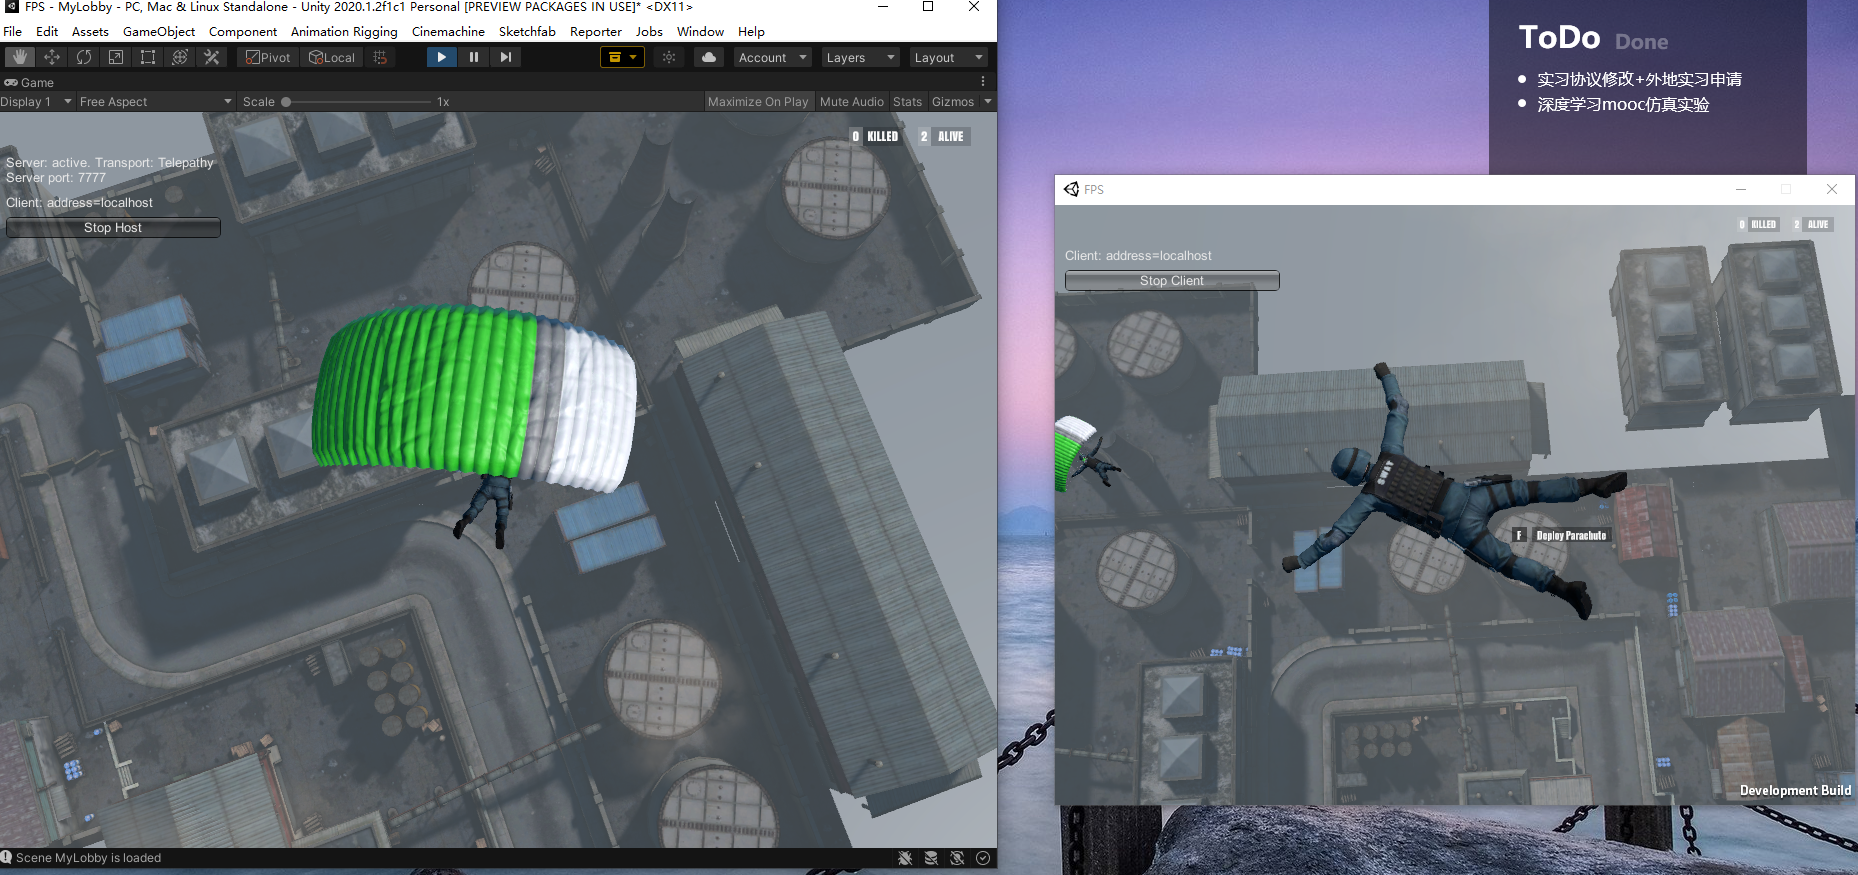 FPS - MyLobby - PC, Mac & Linux Standalone - Unity 2020.1.2f1c1 Personal [PREVIEW PACKAGES IN USE]* <DX11>
File Edit Assets GameObject Component Animation Rigging Cinemachine Sketchfab Reporter Jobs Window Help
Pivot Local Account Layers Layout
Game
Display 1 Free Aspect Scale 1x Maximize On Play Mute Audio Stats Gizmos
0 KILLED 2 ALIVE
Server: active. Transport: Telepathy
Server port: 7777
Client: address=localhost
Stop Host
Scene MyLobby is loaded
ToDo Done
实习协议修改+外地实习申请
深度学习mooc仿真实验
FPS
0 KILLED 2 ALIVE
Client: address=localhost
Stop Client
F Deploy Parachute
Development Build